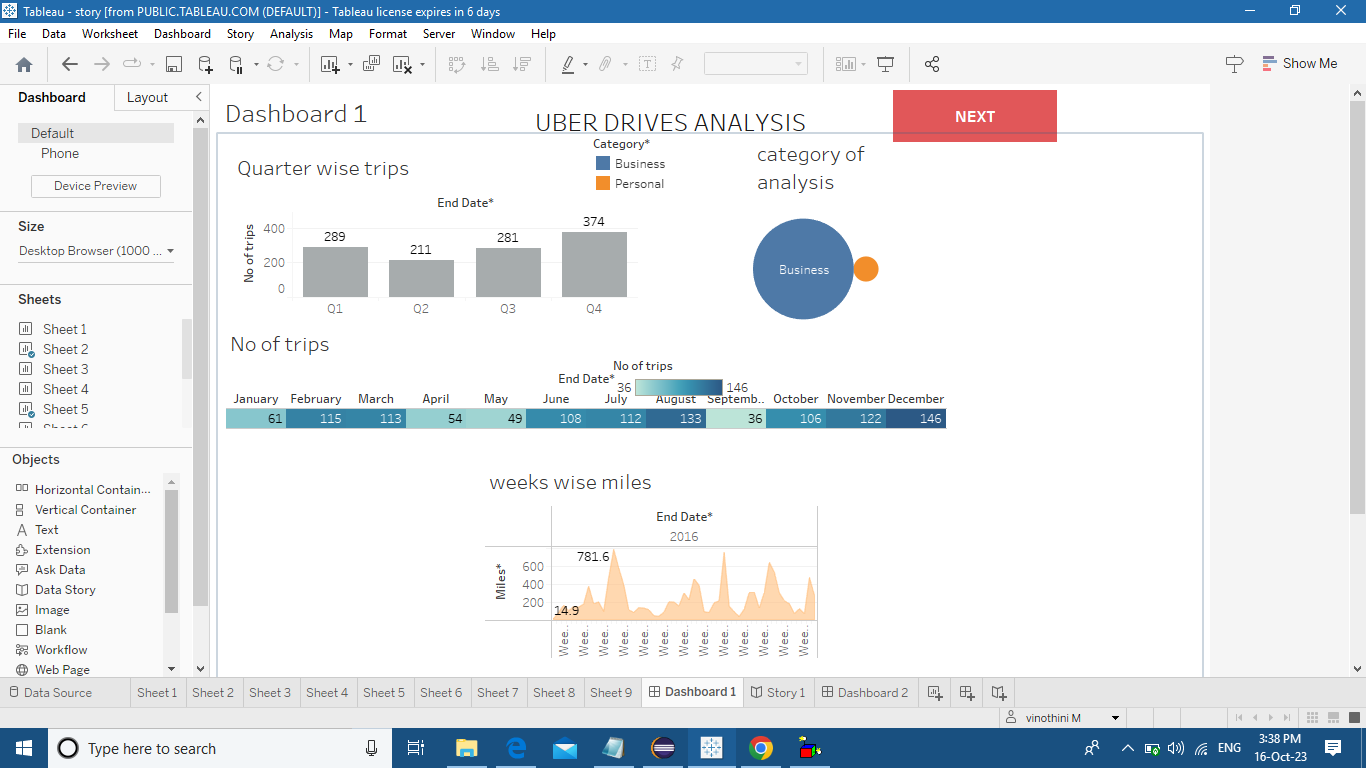 Tableau - story [from PUBLIC.TABLEAU.COM (DEFAULT)] - Tableau license expires in 6 days
File Data Worksheet Dashboard Story Analysis Map Format Server Window Help
Show Me
Dashboard Layout
Default
Phone
Device Preview
Size
Desktop Browser (1000 ...
Sheets
Sheet 1
Sheet 2
Sheet 3
Sheet 4
Sheet 5
Objects
Horizontal Contain...
Vertical Container
Text
Extension
Ask Data
Data Story
Image
Blank
Workflow
Web Page
Dashboard 1
UBER DRIVES ANALYSIS
NEXT
Quarter wise trips
Category*
Business
Personal
category of
analysis
End Date*
No of trips
400
200
0
289
211
281
374
Q1 Q2 Q3 Q4
Business
No of trips
No of trips
36 146
End Date*
January February March April May June July August Septemb.. October November December
61 115 113 54 49 108 112 133 36 106 122 146
weeks wise miles
End Date*
2016
Miles*
600
400
200
781.6
14.9
Wee.. Wee.. Wee.. Wee.. Wee.. Wee.. Wee.. Wee.. Wee.. Wee.. Wee.. Wee.. Wee..
Data Source Sheet 1 Sheet 2 Sheet 3 Sheet 4 Sheet 5 Sheet 6 Sheet 7 Sheet 8 Sheet 9 Dashboard 1 Story 1 Dashboard 2
vinothini M
Type here to search
ENG
3:38 PM
16-Oct-23